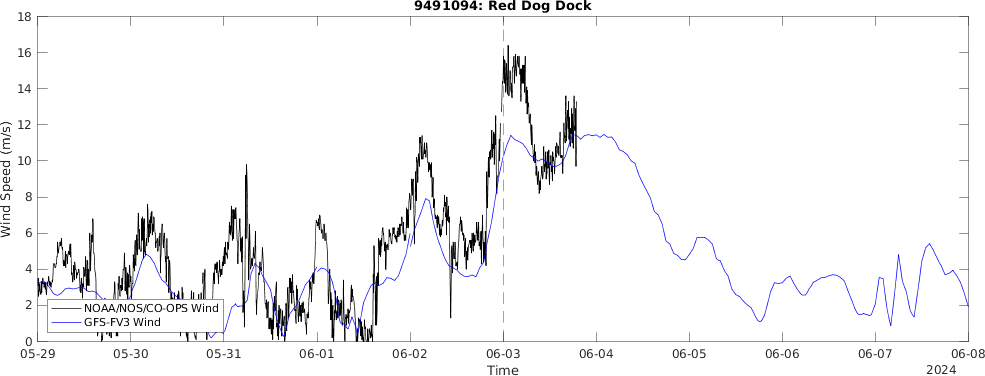 9491094: Red Dog Dock
Wind Speed (m/s)
18
16
14
12
10
8
6
4
2
0
NOAA/NOS/CO-OPS Wind
GFS-FV3 Wind
05-29 05-30 05-31 06-01 06-02 06-03 06-04 06-05 06-06 06-07 06-08
Time
2024